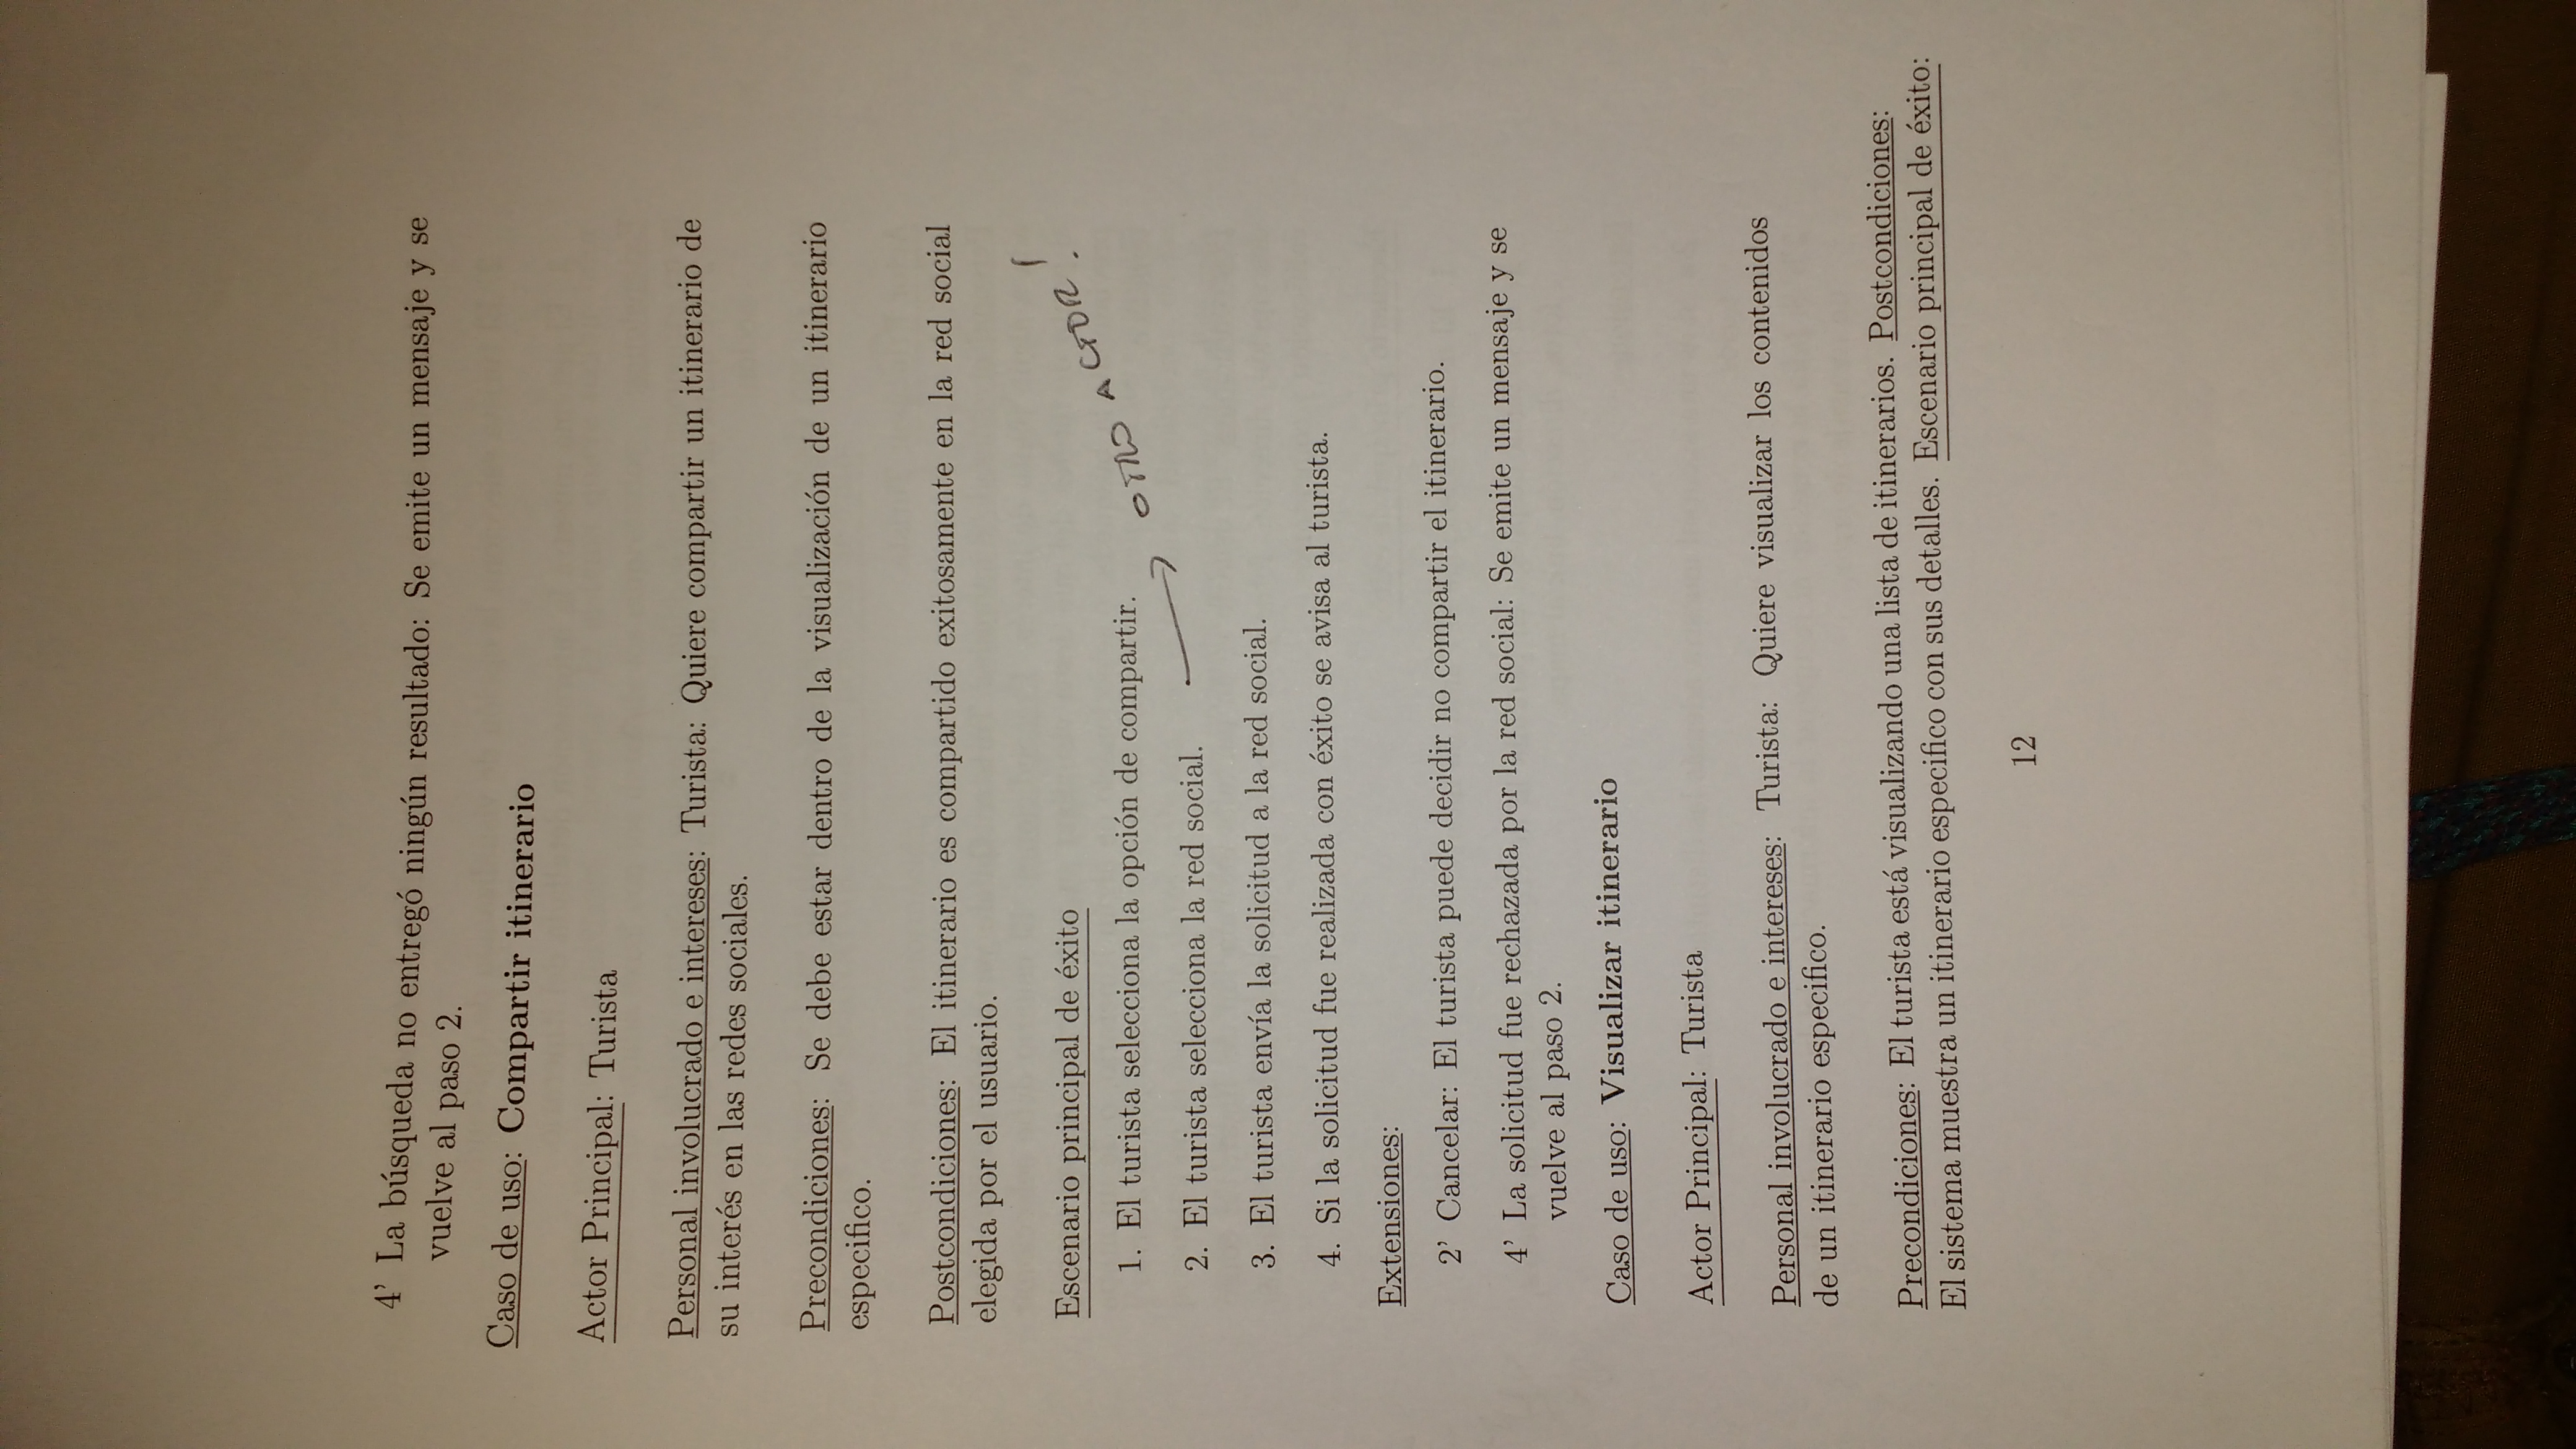 4’ La búsqueda no entregó ningún resultado: Se emite un mensaje y se
vuelve al paso 2.
Caso de uso: Compartir itinerario
Actor Principal: Turista
Personal involucrado e intereses: Turista: Quiere compartir un itinerario de
su interés en las redes sociales.
Precondiciones: Se debe estar dentro de la visualización de un itinerario
especifico.
Postcondiciones: El itinerario es compartido exitosamente en la red social
elegida por el usuario.
Escenario principal de éxito
1. El turista selecciona la opción de compartir.
2. El turista selecciona la red social. → OTRO ACTOR!
3. El turista envía la solicitud a la red social.
4. Si la solicitud fue realizada con éxito se avisa al turista.
Extensiones:
2’ Cancelar: El turista puede decidir no compartir el itinerario.
4’ La solicitud fue rechazada por la red social: Se emite un mensaje y se
vuelve al paso 2.
Caso de uso: Visualizar itinerario
Actor Principal: Turista
Personal involucrado e intereses: Turista: Quiere visualizar los contenidos
de un itinerario especifico.
Precondiciones: El turista está visualizando una lista de itinerarios. Postcondiciones:
El sistema muestra un itinerario especifico con sus detalles. Escenario principal de éxito:
12